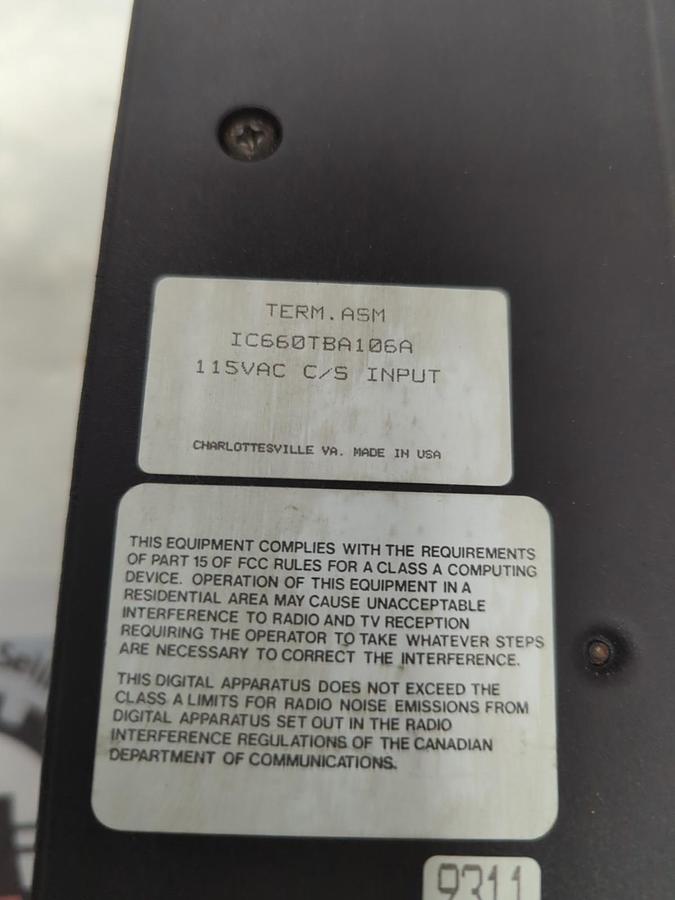 TERM.ASM
IC660TBA106A
115VAC C/S INPUT
CHARLOTTESVILLE VA. MADE IN USA
THIS EQUIPMENT COMPLIES WITH THE REQUIREMENTS
OF PART 15 OF FCC RULES FOR A CLASS A COMPUTING
DEVICE. OPERATION OF THIS EQUIPMENT IN A
RESIDENTIAL AREA MAY CAUSE UNACCEPTABLE
INTERFERENCE TO RADIO AND TV RECEPTION
REQUIRING THE OPERATOR TO TAKE WHATEVER STEPS
ARE NECESSARY TO CORRECT THE INTERFERENCE.
THIS DIGITAL APPARATUS DOES NOT EXCEED THE
CLASS A LIMITS FOR RADIO NOISE EMISSIONS FROM
DIGITAL APPARATUS SET OUT IN THE RADIO
INTERFERENCE REGULATIONS OF THE CANADIAN
DEPARTMENT OF COMMUNICATIONS.
9311